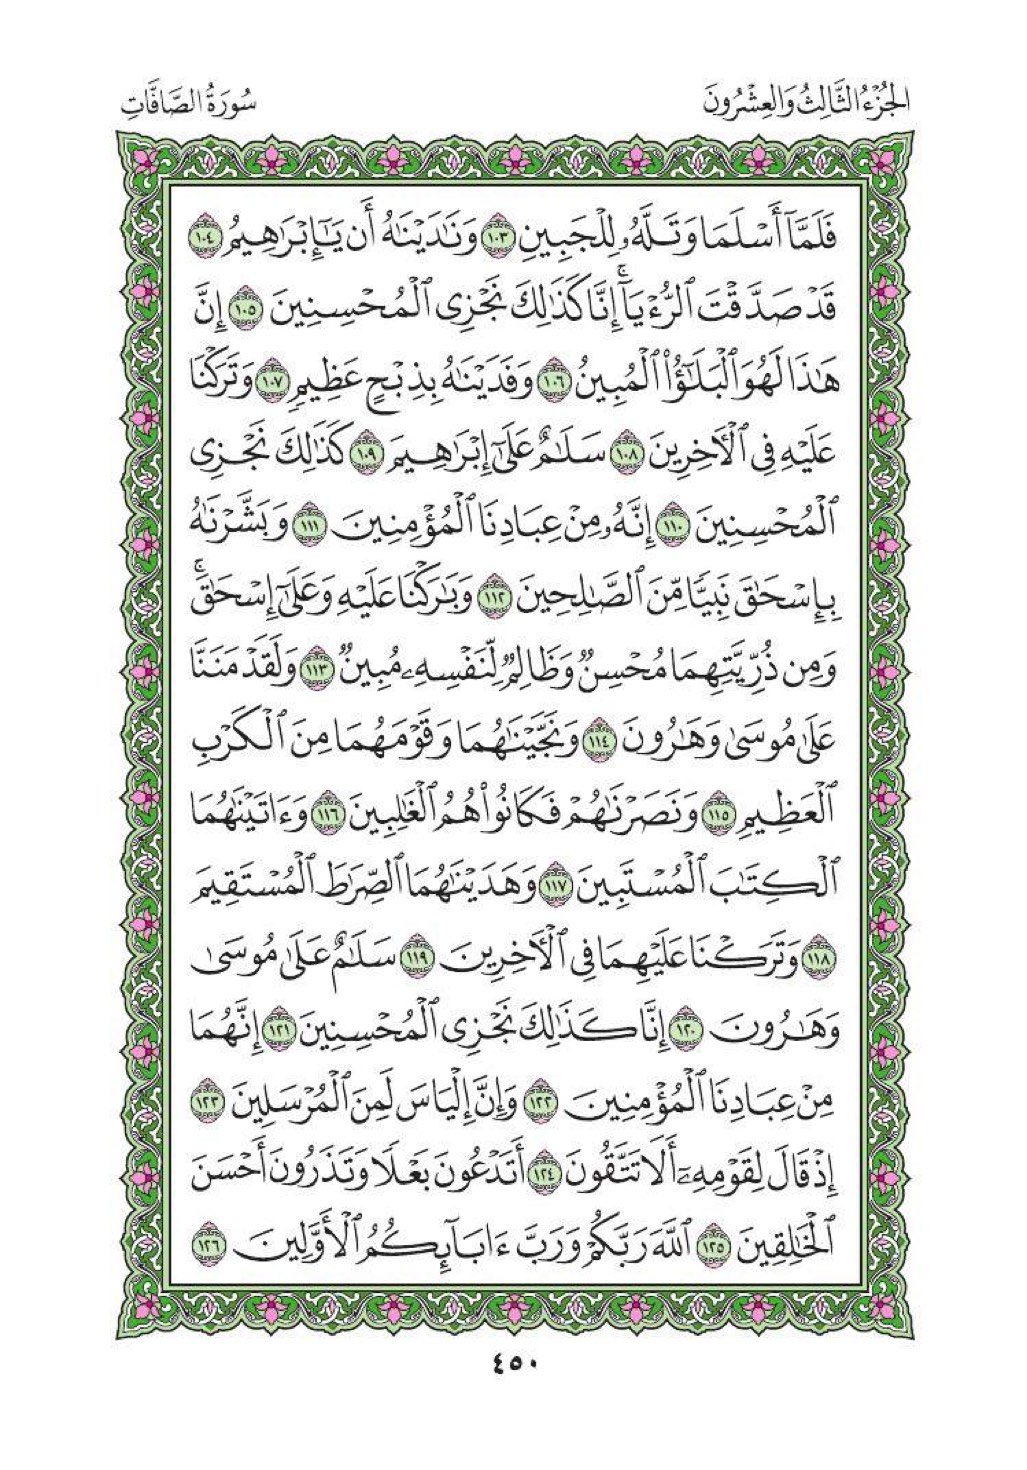 الجُزْءُ الثَّالِثُ وَالعِشْرُونَ
سُورَةُ الصَّافَّاتِ
فَلَمَّآ أَسْلَمَا وَتَلَّهُۥ لِلْجَبِينِ ١٠٣ وَنَٰدَيْنَٰهُ أَن يَٰٓإِبْرَٰهِيمُ ١٠٤
قَدْ صَدَّقْتَ ٱلرُّءْيَآۚ إِنَّا كَذَٰلِكَ نَجْزِى ٱلْمُحْسِنِينَ ١٠٥ إِنَّ
هَٰذَا لَهُوَ ٱلْبَلَٰٓؤُا۟ ٱلْمُبِينُ ١٠٦ وَفَدَيْنَٰهُ بِذِبْحٍ عَظِيمٍ ١٠٧ وَتَرَكْنَا
عَلَيْهِ فِى ٱلْأَخِرِينَ ١٠٨ سَلَٰمٌ عَلَىٰٓ إِبْرَٰهِيمَ ١٠٩ كَذَٰلِكَ نَجْزِى
ٱلْمُحْسِنِينَ ١١٠ إِنَّهُۥ مِنْ عِبَادِنَا ٱلْمُؤْمِنِينَ ١١١ وَبَشَّرْنَٰهُ
بِإِسْحَٰقَ نَبِيًّا مِّنَ ٱلصَّٰلِحِينَ ١١٢ وَبَٰرَكْنَا عَلَيْهِ وَعَلَىٰٓ إِسْحَٰقَۚ
وَمِن ذُرِّيَّتِهِمَا مُحْسِنٌ وَظَالِمٌ لِّنَفْسِهِۦ مُبِينٌ ١١٣ وَلَقَدْ مَنَنَّا
عَلَىٰ مُوسَىٰ وَهَٰرُونَ ١١٤ وَنَجَّيْنَٰهُمَا وَقَوْمَهُمَا مِنَ ٱلْكَرْبِ
ٱلْعَظِيمِ ١١٥ وَنَصَرْنَٰهُمْ فَكَانُوا۟ هُمُ ٱلْغَٰلِبِينَ ١١٦ وَءَاتَيْنَٰهُمَا
ٱلْكِتَٰبَ ٱلْمُسْتَبِينَ ١١٧ وَهَدَيْنَٰهُمَا ٱلصِّرَٰطَ ٱلْمُسْتَقِيمَ
١١٨ وَتَرَكْنَا عَلَيْهِمَا فِى ٱلْأَخِرِينَ ١١٩ سَلَٰمٌ عَلَىٰ مُوسَىٰ
وَهَٰرُونَ ١٢٠ إِنَّا كَذَٰلِكَ نَجْزِى ٱلْمُحْسِنِينَ ١٢١ إِنَّهُمَا
مِنْ عِبَادِنَا ٱلْمُؤْمِنِينَ ١٢٢ وَإِنَّ إِلْيَاسَ لَمِنَ ٱلْمُرْسَلِينَ ١٢٣
إِذْ قَالَ لِقَوْمِهِۦٓ أَلَا تَتَّقُونَ ١٢٤ أَتَدْعُونَ بَعْلًا وَتَذَرُونَ أَحْسَنَ
ٱلْخَٰلِقِينَ ١٢٥ ٱللَّهَ رَبَّكُمْ وَرَبَّ ءَابَآئِكُمُ ٱلْأَوَّلِينَ ١٢٦
٤٥٠